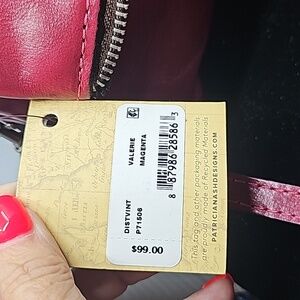 VALERIE
MAGENTA
8 87986 28586 3
DISTVINT
P71506
$99.00
This tag and other packaging materials
are proudly made of Recycled Materials
PATRICIANASHDESIGNS.COM